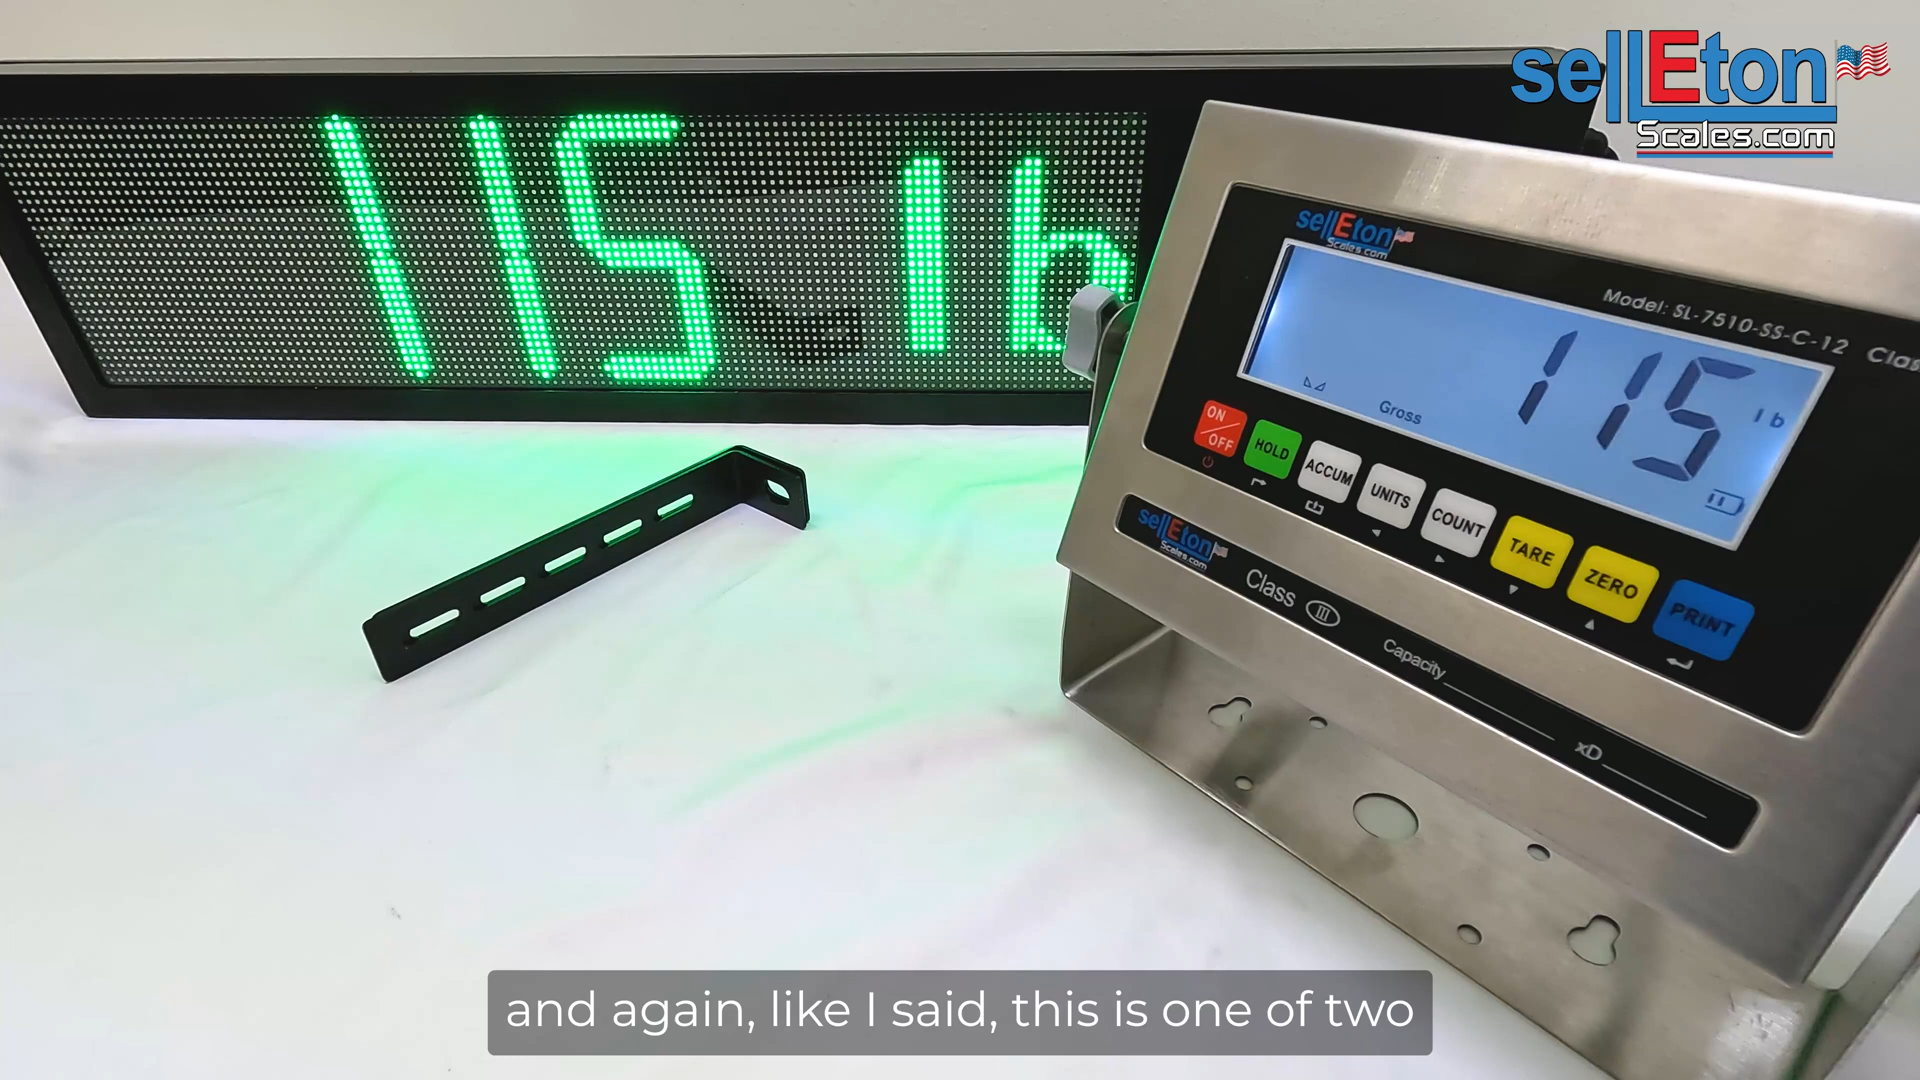 sellEton
Scales.com
115 lb
sellEton
Scales.com
Model: SL-7510-SS-C-12
115 lb
Gross
ON
OFF
HOLD
ACCUM
UNITS
COUNT
TARE
ZERO
PRINT
sellEton
Scales.com
Class III
Capacity
xD
and again, like I said, this is one of two